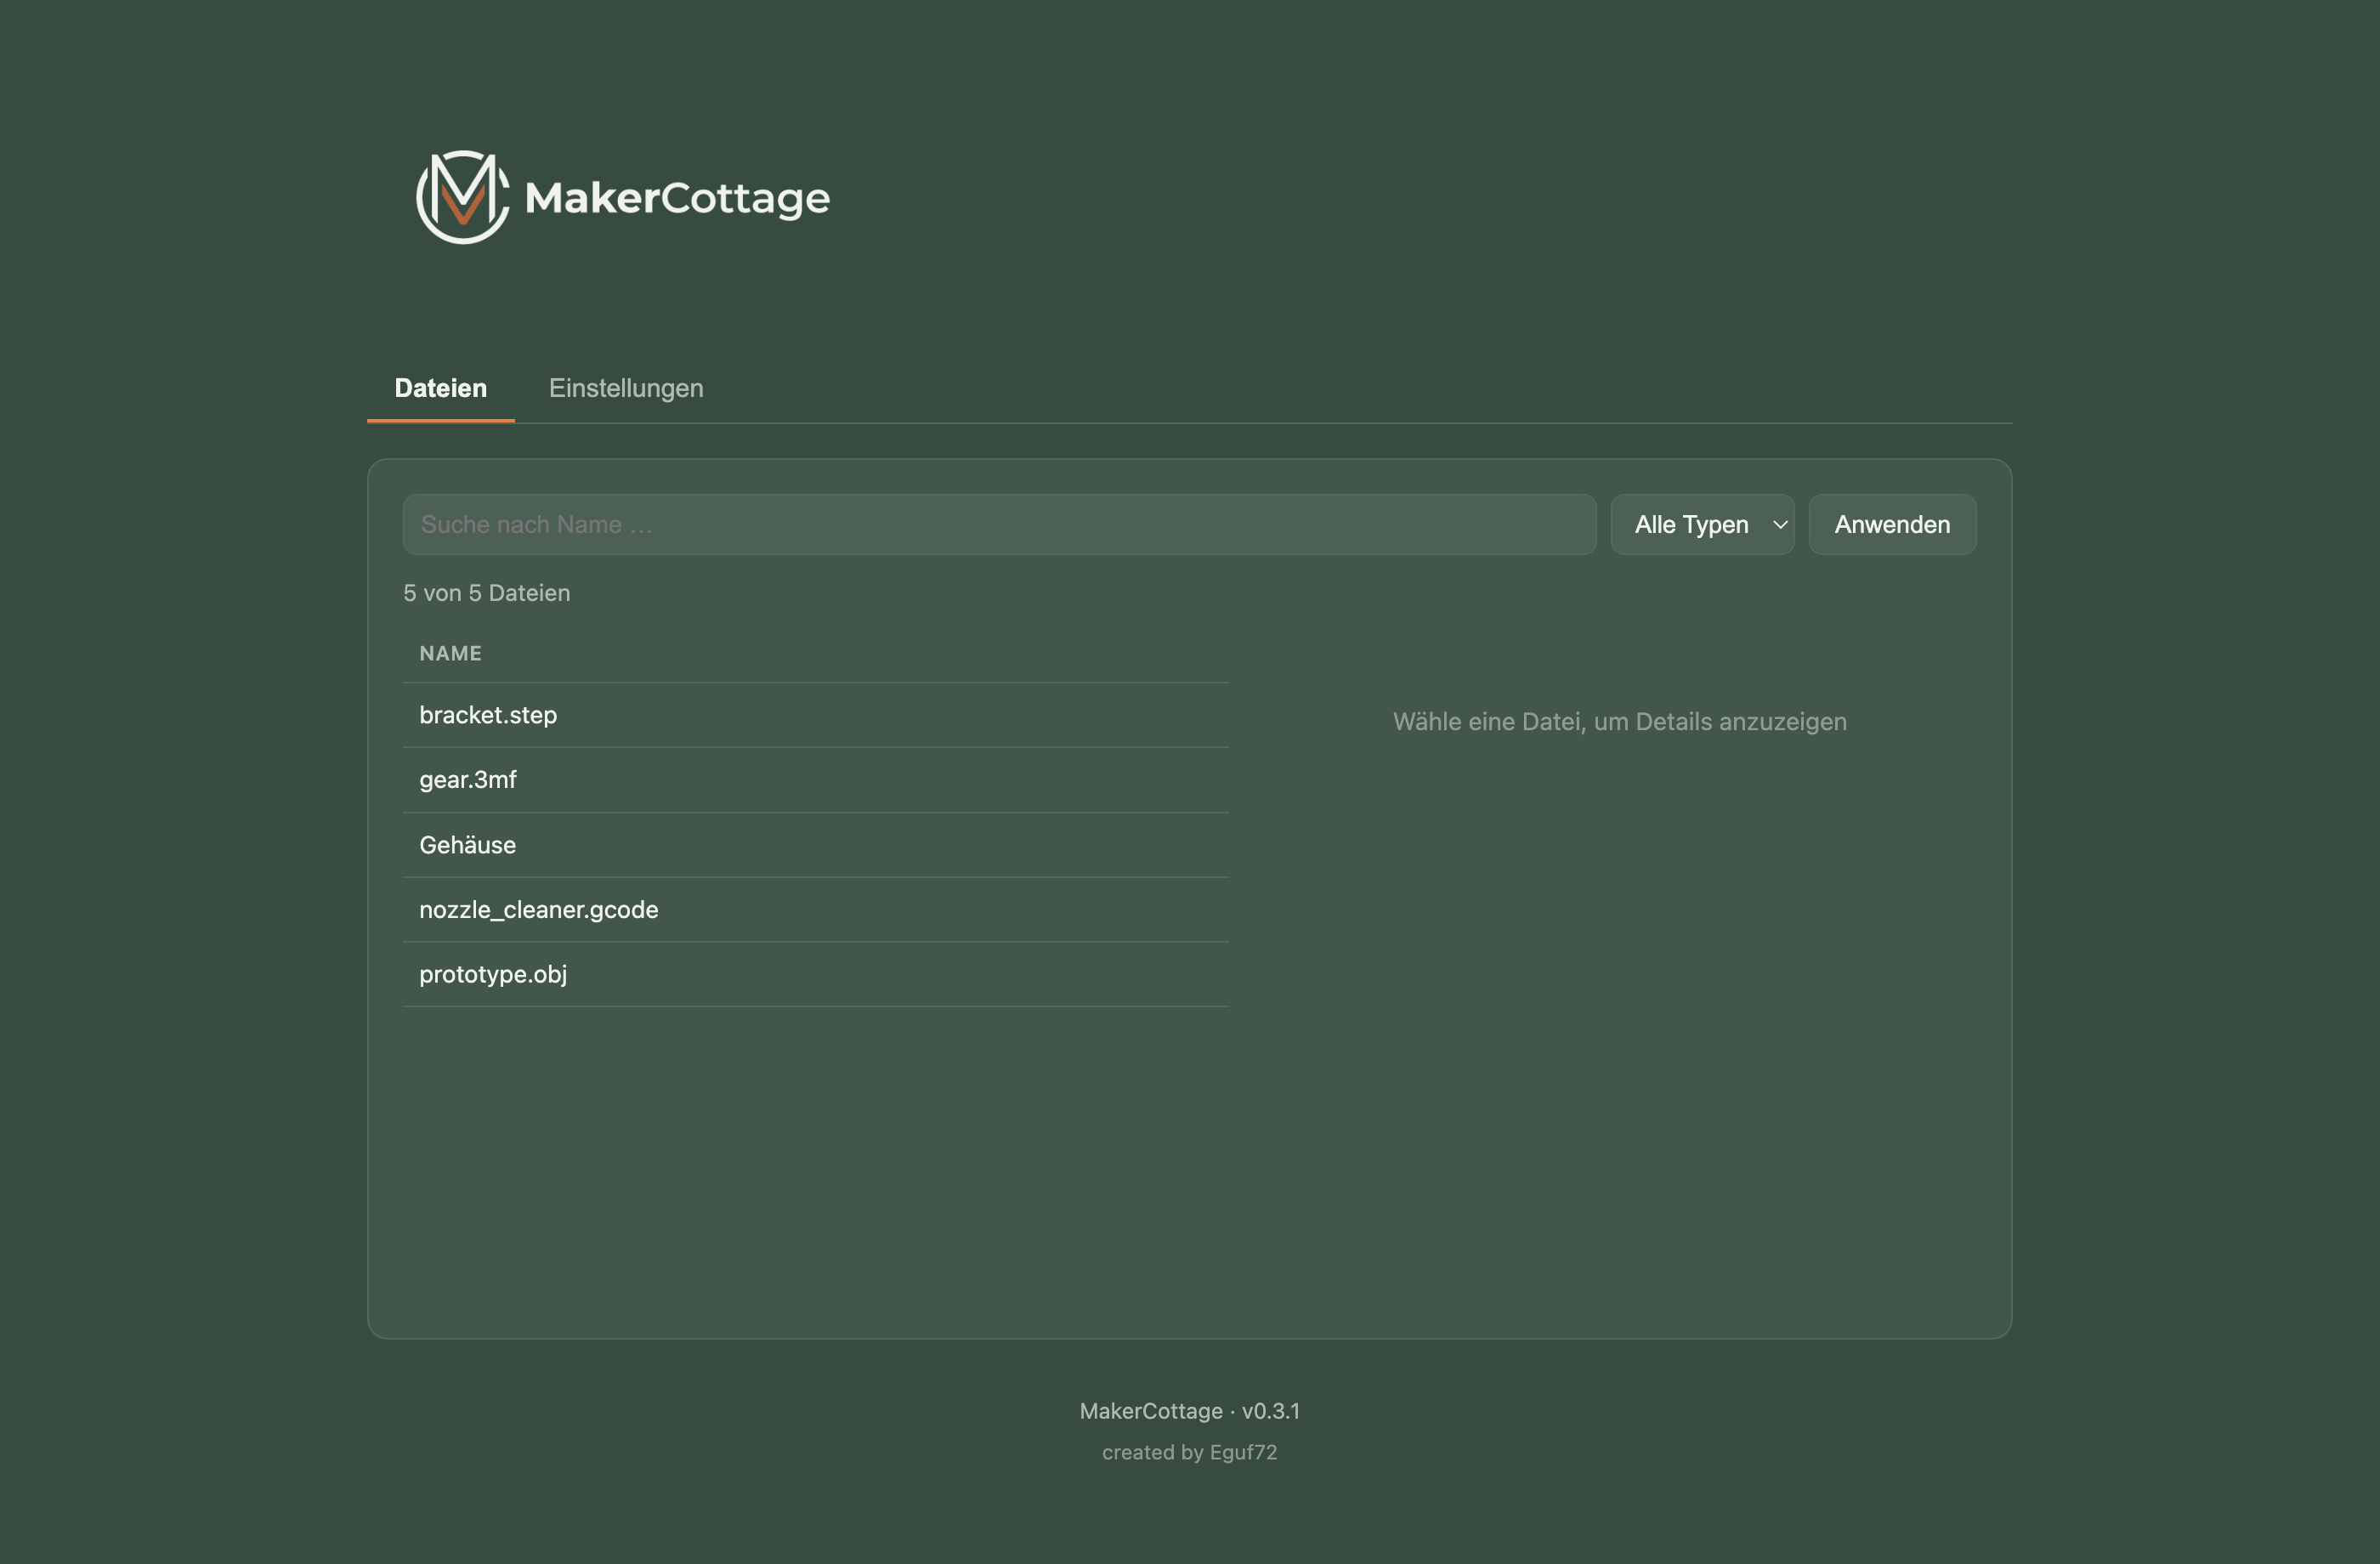 MakerCottage
Dateien Einstellungen
Suche nach Name ... Alle Typen Anwenden
5 von 5 Dateien
NAME
bracket.step
Wähle eine Datei, um Details anzuzeigen
gear.3mf
Gehäuse
nozzle_cleaner.gcode
prototype.obj
MakerCottage · v0.3.1
created by Eguf72